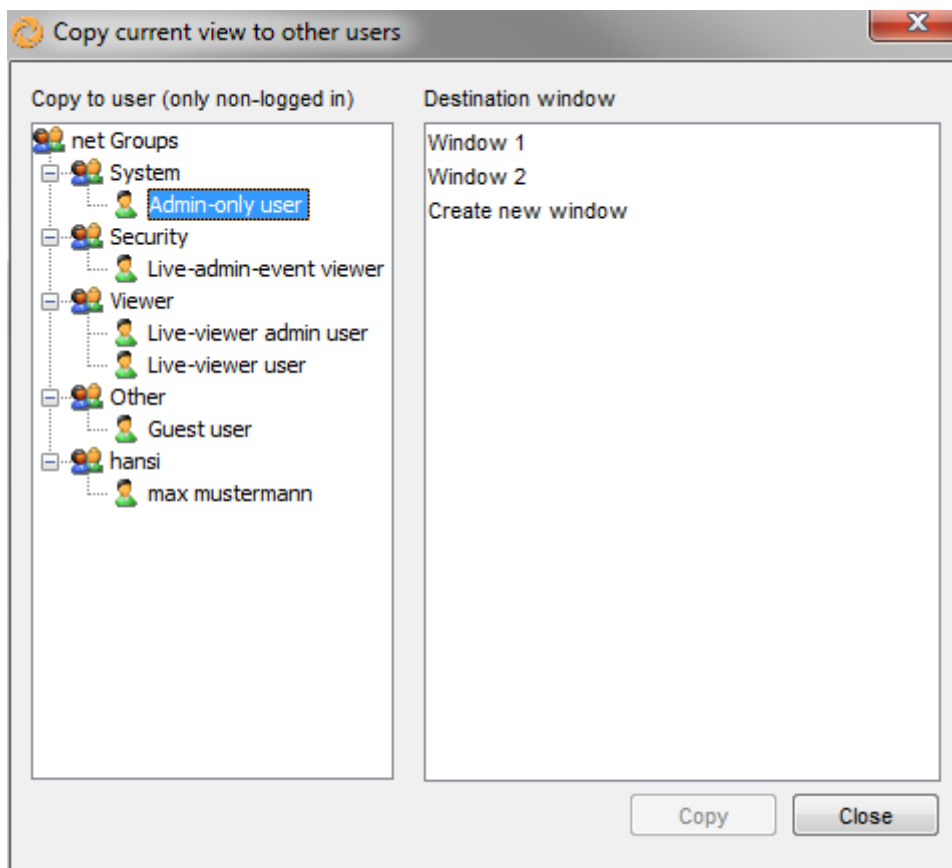 Copy current view to other users
X
Copy to user (only non-logged in)
net Groups
System
Admin-only user
Security
Live-admin-event viewer
Viewer
Live-viewer admin user
Live-viewer user
Other
Guest user
hansi
max mustermann
Destination window
Window 1
Window 2
Create new window
Copy
Close